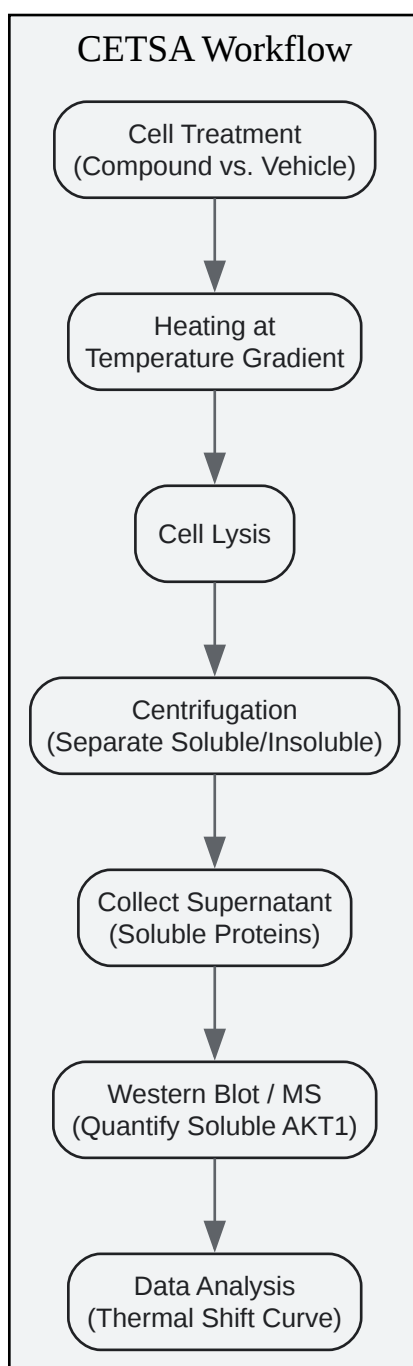 CETSA Workflow
Cell Treatment
(Compound vs. Vehicle)
Heating at
Temperature Gradient
Cell Lysis
Centrifugation
(Separate Soluble/Insoluble)
Collect Supernatant
(Soluble Proteins)
Western Blot / MS
(Quantify Soluble AKT1)
Data Analysis
(Thermal Shift Curve)